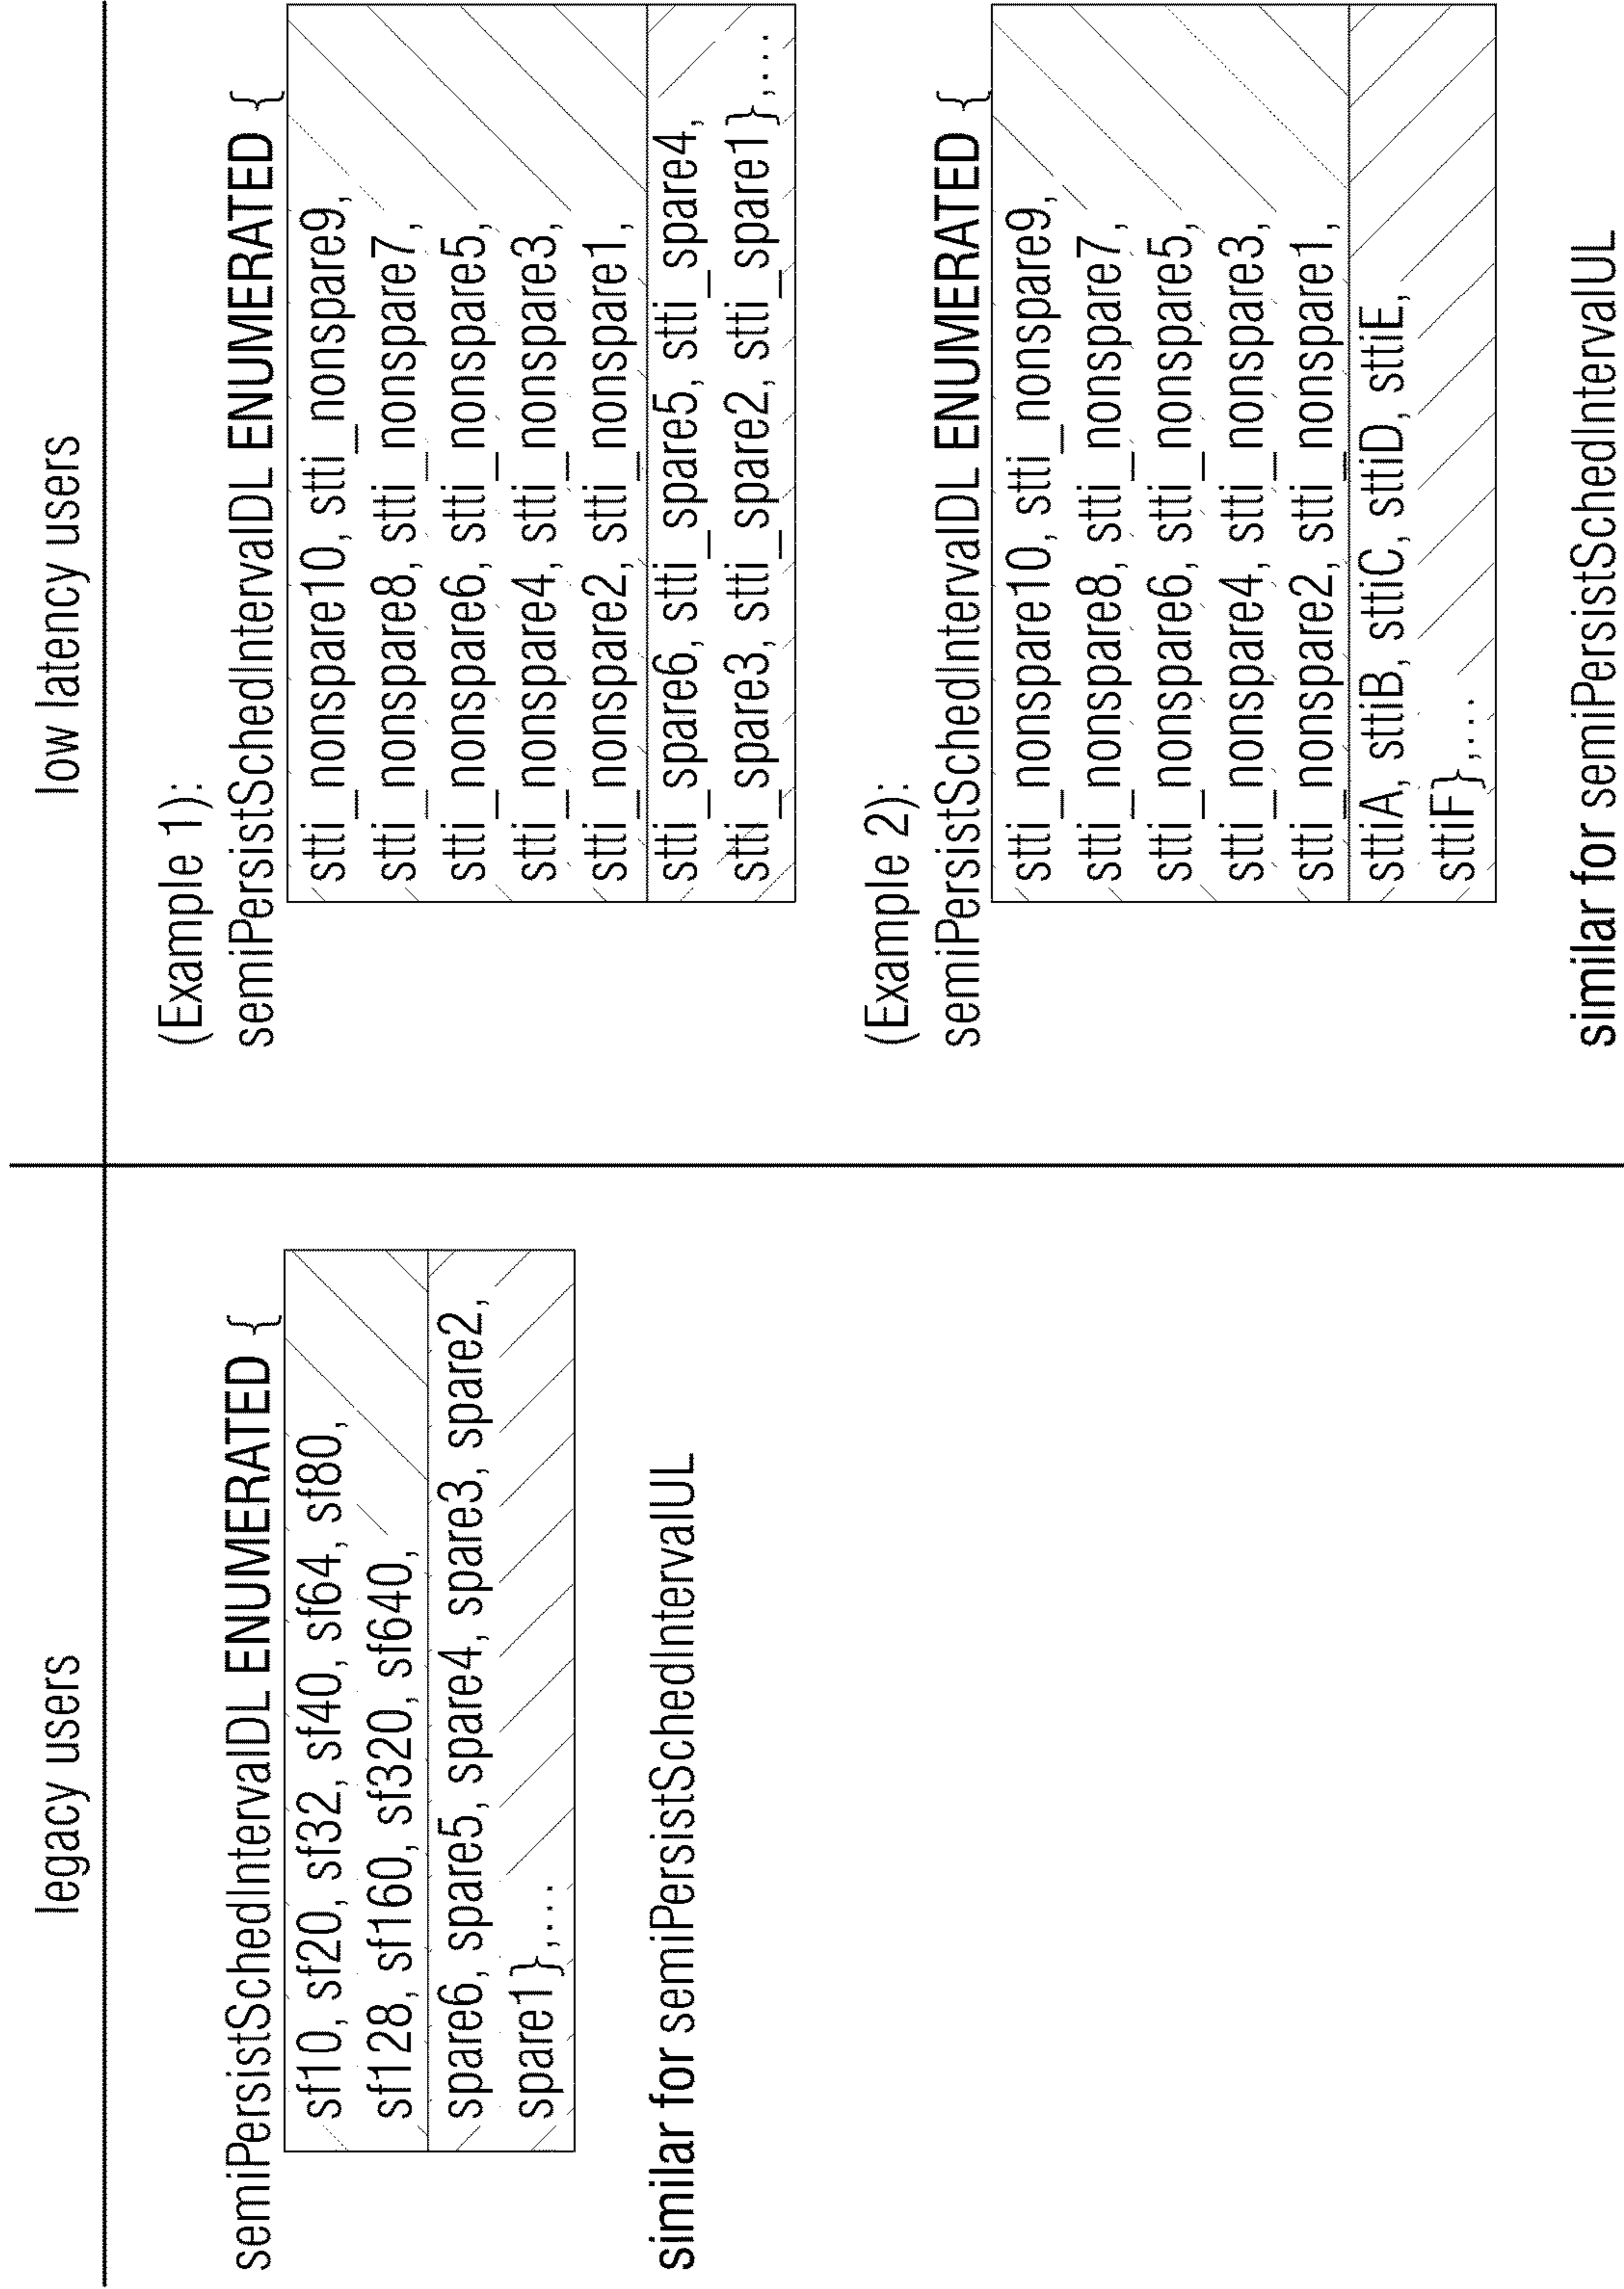 legacy users
semiPersistSchedIntervalDL ENUMERATED {
sf10, sf20, sf32, sf40, sf64, sf80,
sf128, sf160, sf320, sf640,
spare6, spare5, spare4, spare3, spare2,
spare1},...
similar for semiPersistSchedIntervalUL
low latency users
(Example 1):
semiPersistSchedIntervalDL ENUMERATED {
stti_nonspare10, stti_nonspare9,
stti_nonspare8, stti_nonspare7,
stti_nonspare6, stti_nonspare5,
stti_nonspare4, stti_nonspare3,
stti_nonspare2, stti_nonspare1,
stti_spare6, stti_spare5, stti_spare4,
stti_spare3, stti_spare2, stti_spare1},...
(Example 2):
semiPersistSchedIntervalDL ENUMERATED {
stti_nonspare10, stti_nonspare9,
stti_nonspare8, stti_nonspare7,
stti_nonspare6, stti_nonspare5,
stti_nonspare4, stti_nonspare3,
stti_nonspare2, stti_nonspare1,
sttiA, sttiB, sttiC, sttiD, sttiE,
sttiF},...
similar for semiPersistSchedIntervalUL